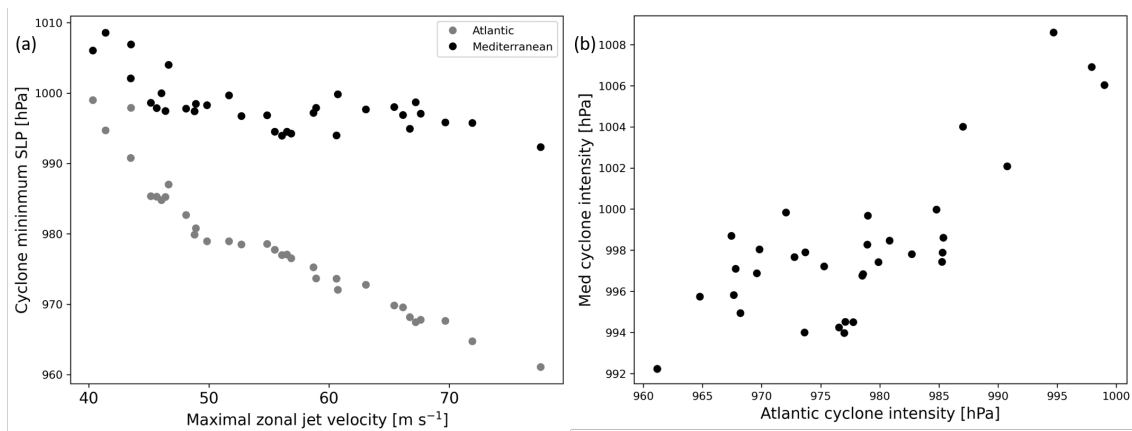 (a)
Atlantic
Mediterranean
1010
1000
990
980
970
960
Cyclone mininmum SLP [hPa]
40 50 60 70
Maximal zonal jet velocity [m s⁻¹]
(b)
1008
1006
1004
1002
1000
998
996
994
992
Med cyclone intensity [hPa]
960 965 970 975 980 985 990 995 1000
Atlantic cyclone intensity [hPa]